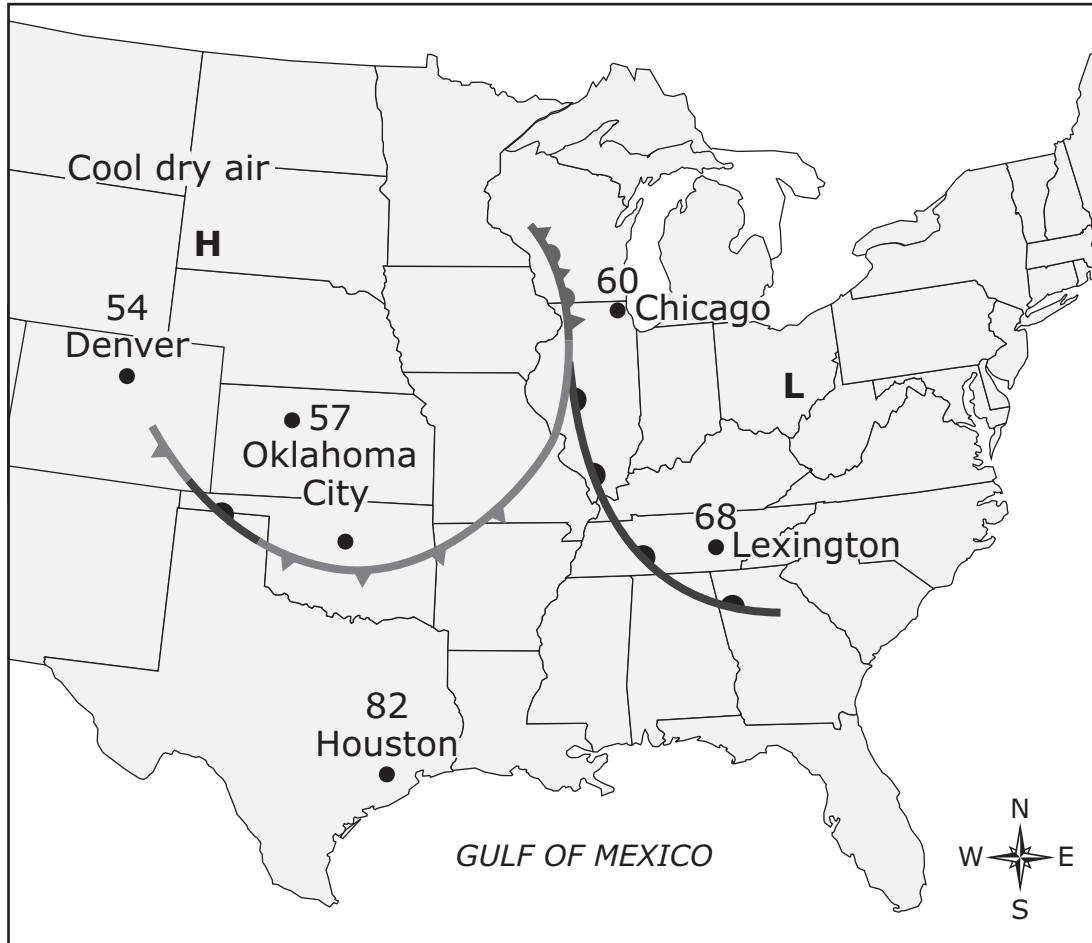 Cool dry air
H
60
Chicago
54
Denver
L
57
Oklahoma
City
68
Lexington
82
Houston
GULF OF MEXICO
N
W E
S